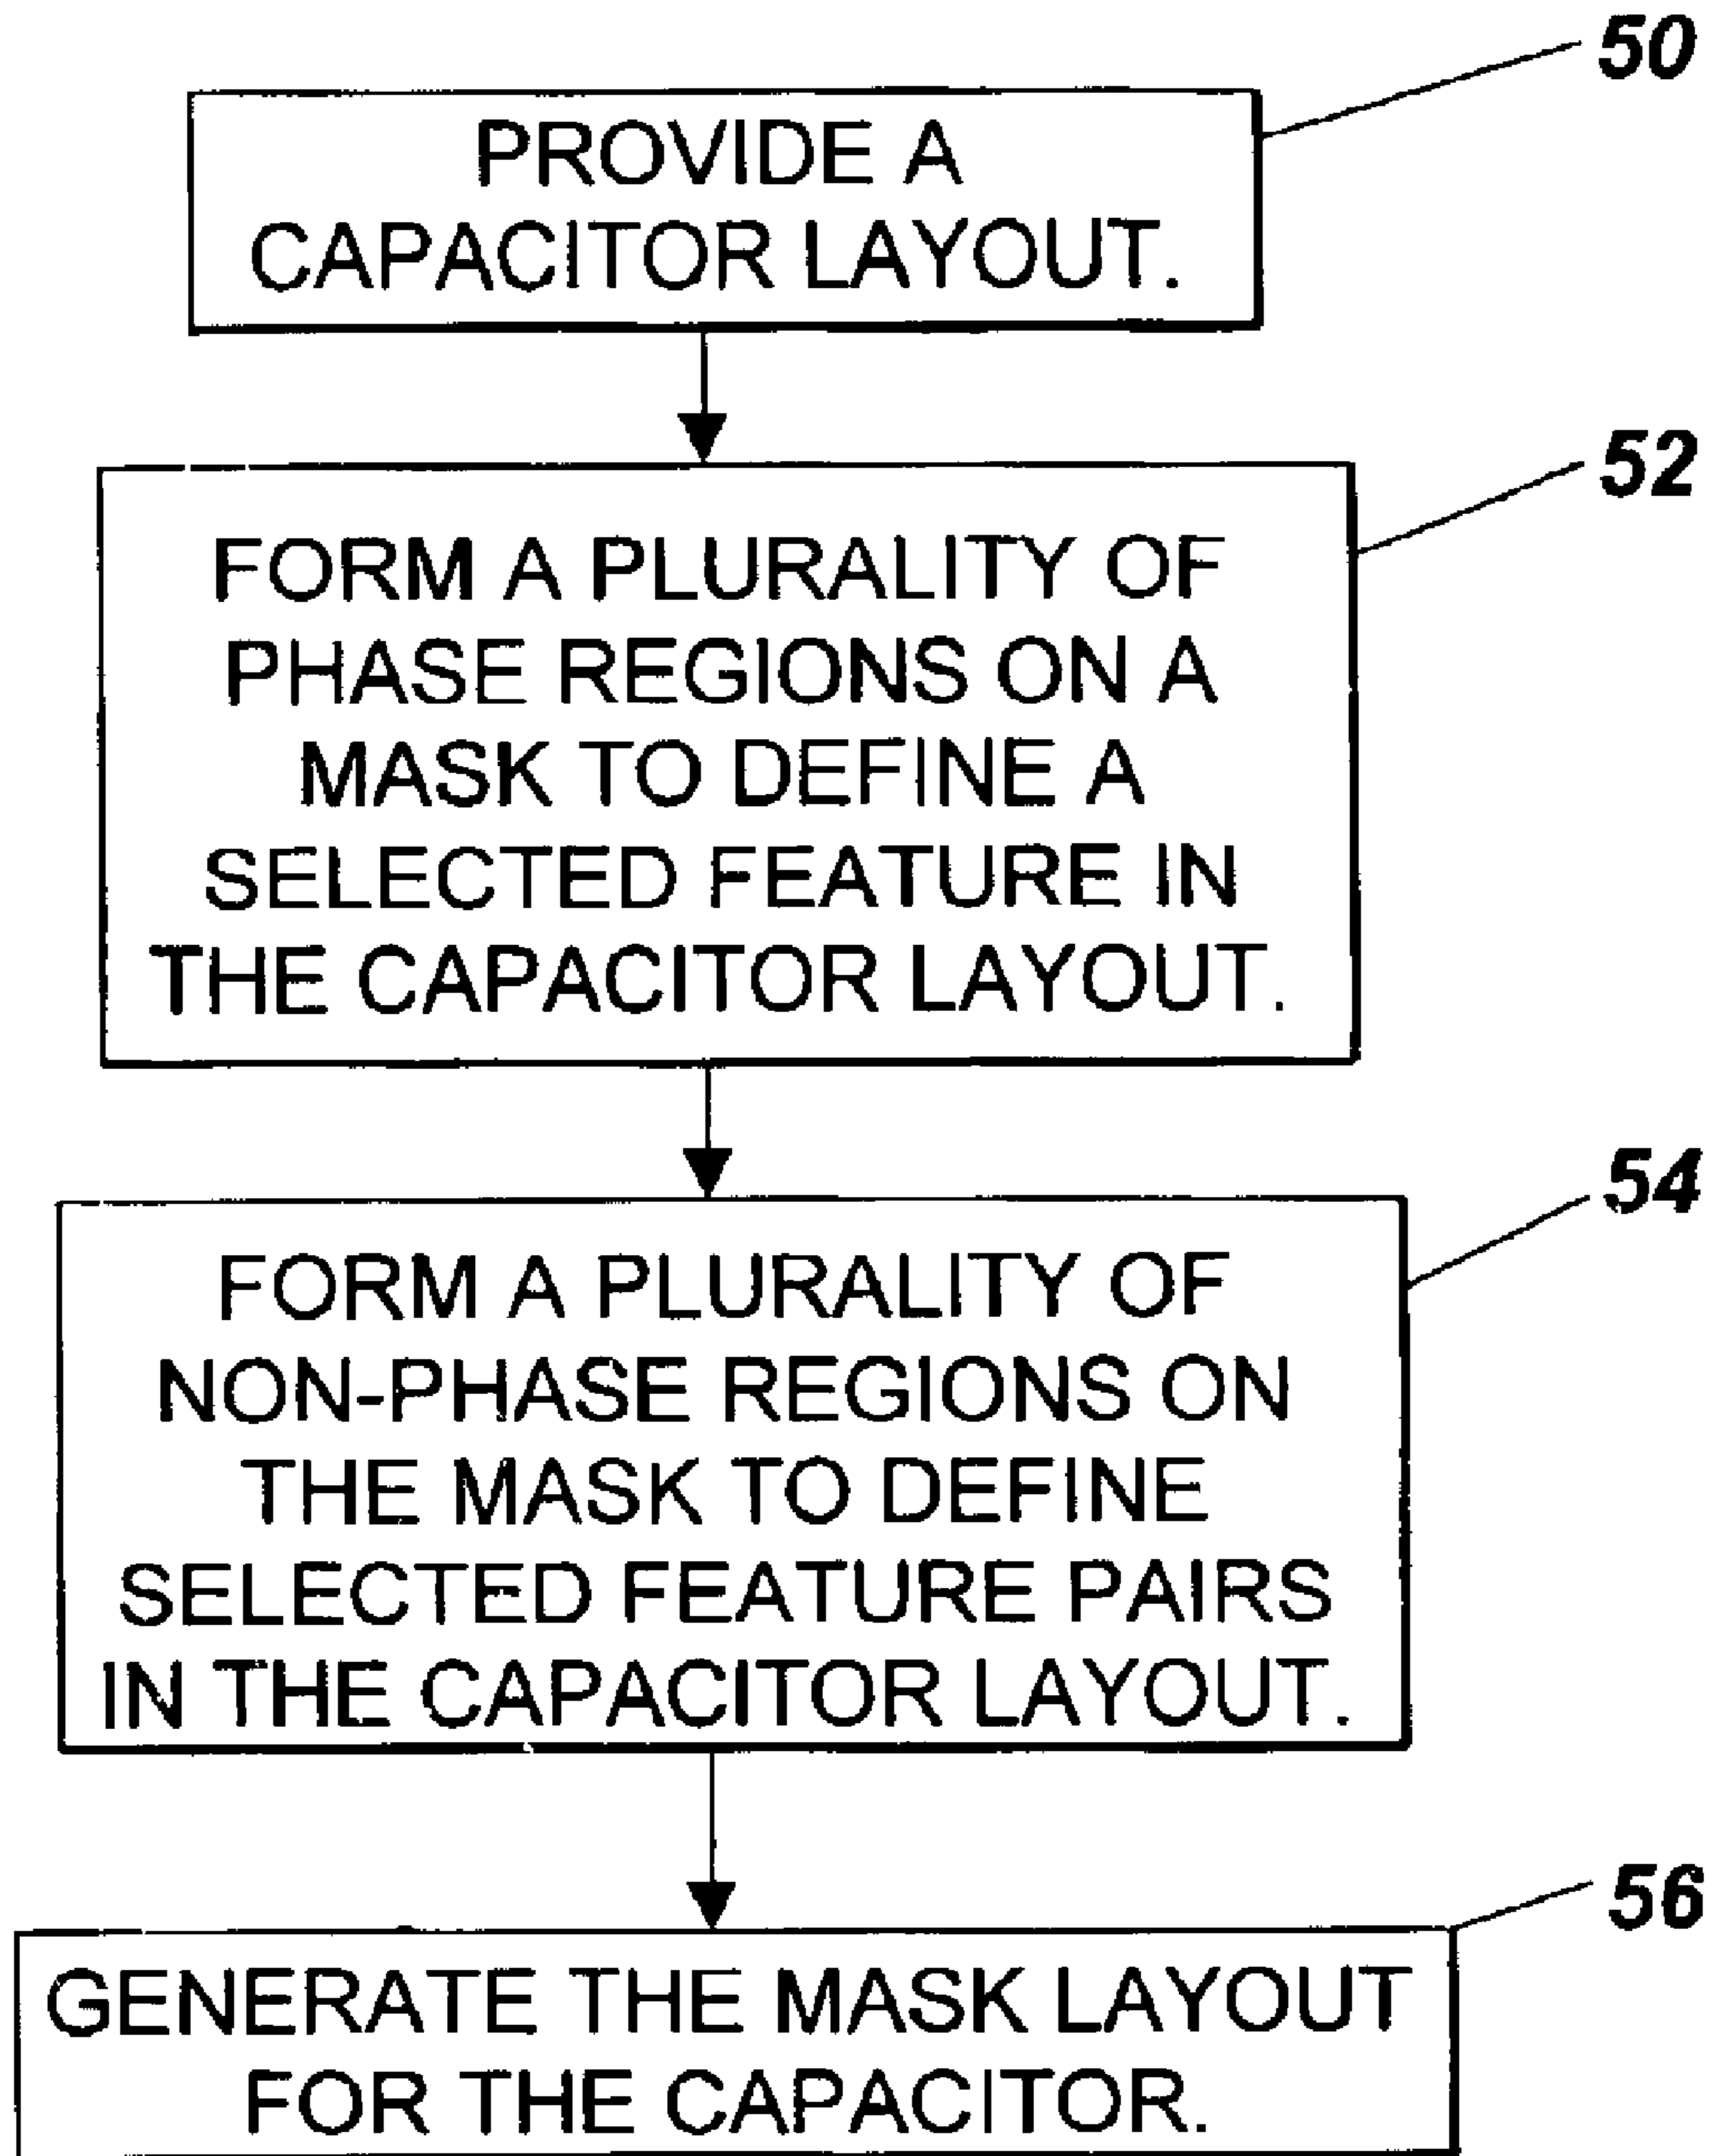 50
PROVIDE A
CAPACITOR LAYOUT.
52
FORM A PLURALITY OF
PHASE REGIONS ON A
MASK TO DEFINE A
SELECTED FEATURE IN
THE CAPACITOR LAYOUT.
54
FORM A PLURALITY OF
NON-PHASE REGIONS ON
THE MASK TO DEFINE
SELECTED FEATURE PAIRS
IN THE CAPACITOR LAYOUT.
56
GENERATE THE MASK LAYOUT
FOR THE CAPACITOR.